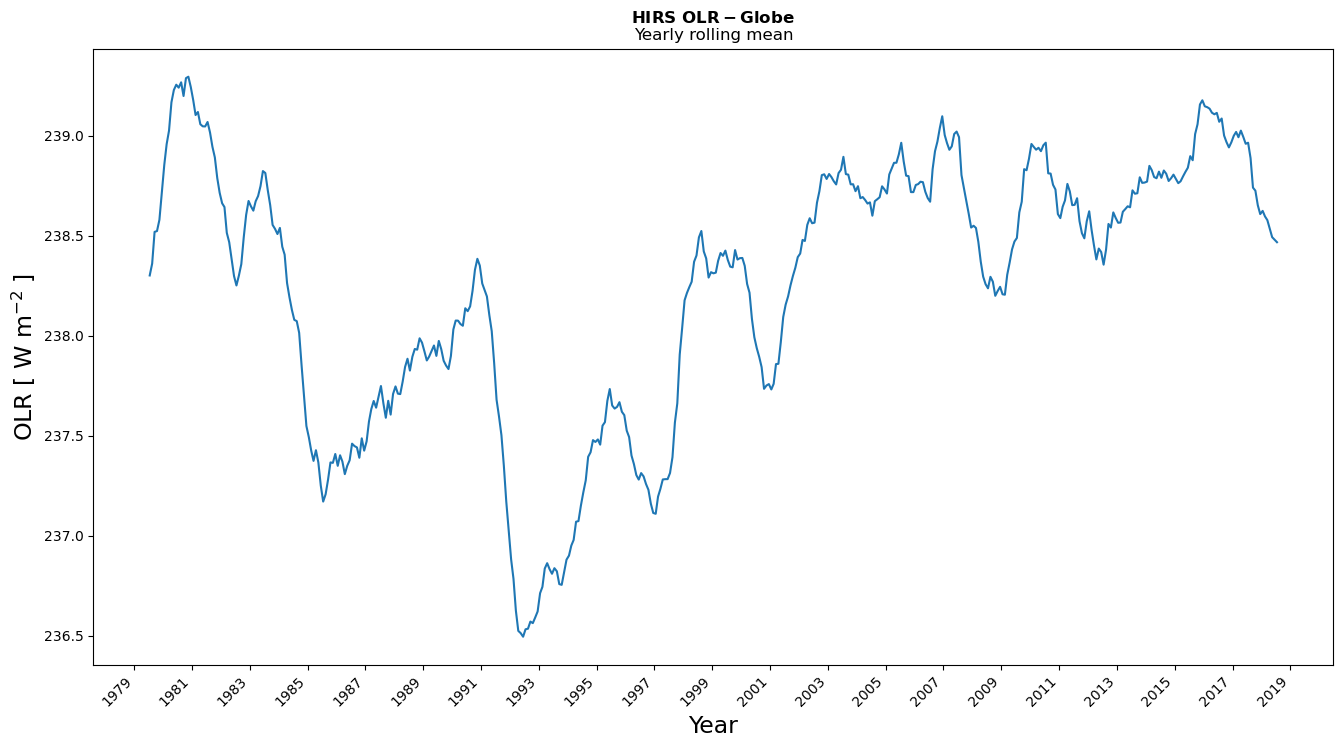 HIRS OLR − Globe
Yearly rolling mean
OLR [ W m⁻² ]
239.0
238.5
238.0
237.5
237.0
236.5
1979 1981 1983 1985 1987 1989 1991 1993 1995 1997 1999 2001 2003 2005 2007 2009 2011 2013 2015 2017 2019
Year